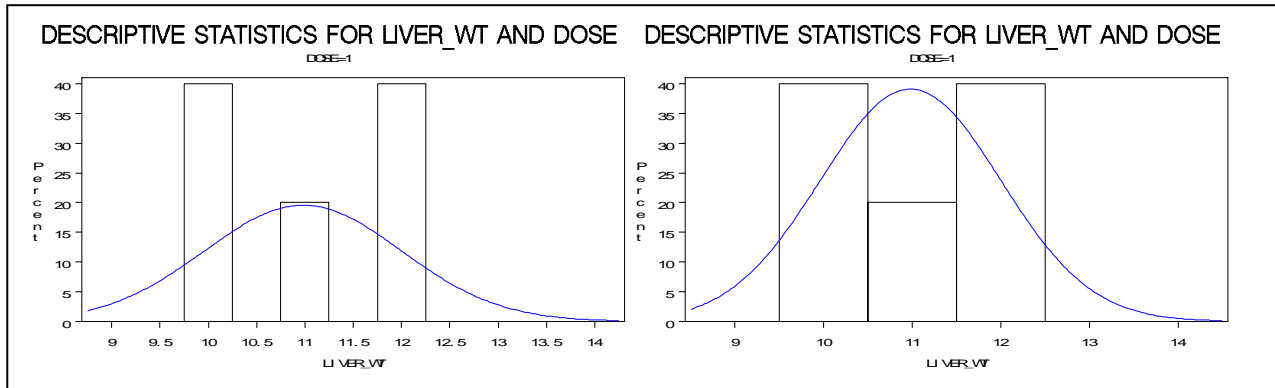 DESCRIPTIVE STATISTICS FOR LIVER_WT AND DOSE
DOSE=1
40
35
30
25
20
15
10
5
0
Percent
9 9.5 10 10.5 11 11.5 12 12.5 13 13.5 14
LIVER_WT
DESCRIPTIVE STATISTICS FOR LIVER_WT AND DOSE
DOSE=1
40
35
30
25
20
15
10
5
0
Percent
9 10 11 12 13 14
LIVER_WT